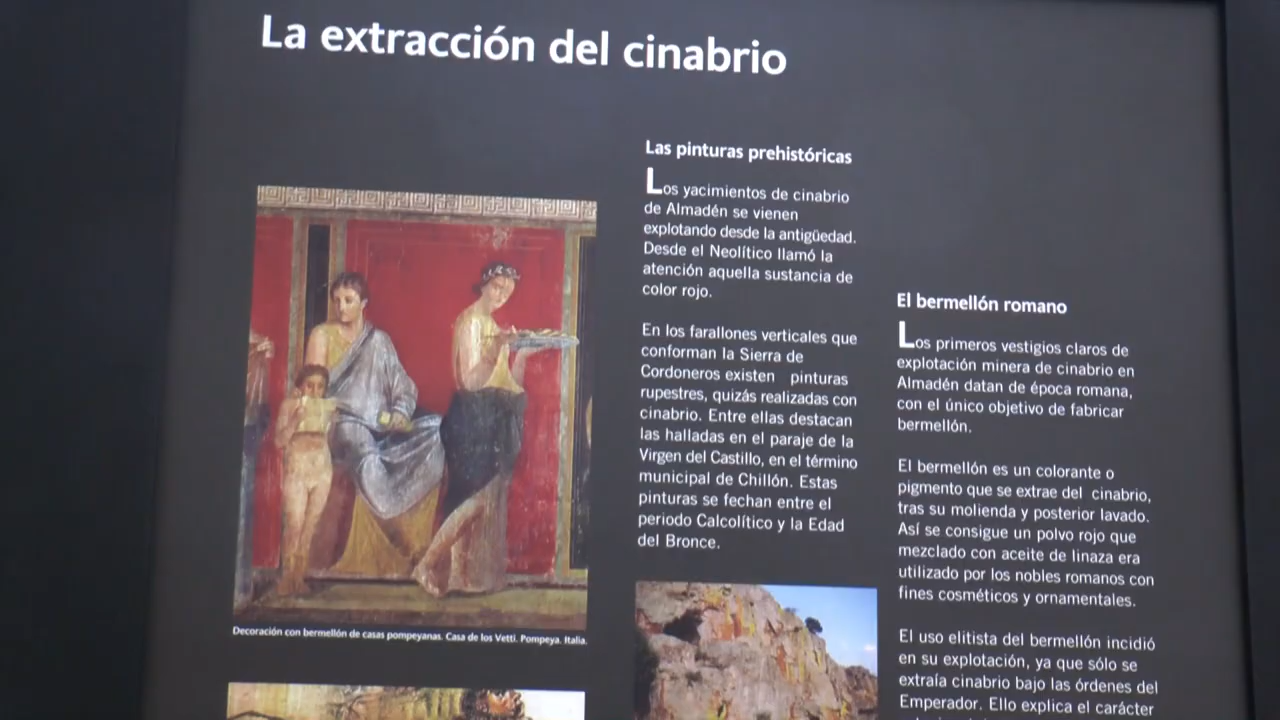 La extracción del cinabrio
Decoración con bermellón de casas pompeyanas. Casa de los Vetti. Pompeya. Italia.
Las pinturas prehistóricas
Los yacimientos de cinabrio
de Almadén se vienen
explotando desde la antigüedad.
Desde el Neolítico llamó la
atención aquella sustancia de
color rojo.
En los farallones verticales que
conforman la Sierra de
Cordoneros existen pinturas
rupestres, quizás realizadas con
cinabrio. Entre ellas destacan
las halladas en el paraje de la
Virgen del Castillo, en el término
municipal de Chillón. Estas
pinturas se fechan entre el
periodo Calcolítico y la Edad
del Bronce.
El bermellón romano
Los primeros vestigios claros de
explotación minera de cinabrio en
Almadén datan de época romana,
con el único objetivo de fabricar
bermellón.
El bermellón es un colorante o
pigmento que se extrae del cinabrio,
tras su molienda y posterior lavado.
Así se consigue un polvo rojo que
mezclado con aceite de linaza era
utilizado por los nobles romanos con
fines cosméticos y ornamentales.
El uso elitista del bermellón incidió
en su explotación, ya que sólo se
extraía cinabrio bajo las órdenes del
Emperador. Ello explica el carácter